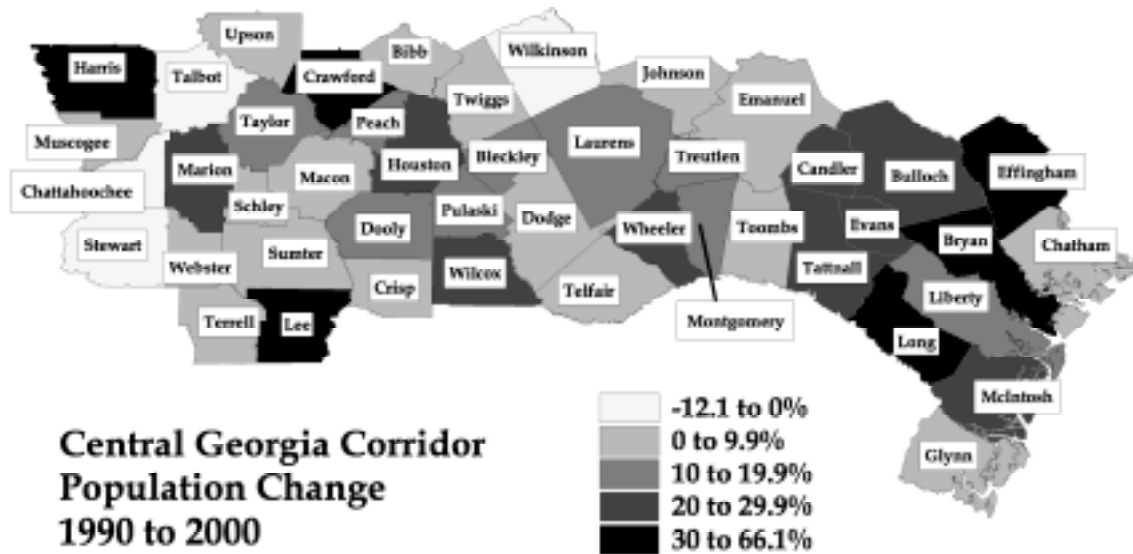 Upson
Bibb
Wilkinson
Harris
Talbot
Crawford
Johnson
Twiggs
Emanuel
Taylor
Peach
Muscogee
Laurens
Treutlen
Houston
Bleckley
Marion
Macon
Candler
Bulloch
Effingham
Chattahoochee
Schley
Pulaski
Dodge
Dooly
Wheeler
Toombs
Evans
Bryan
Chatham
Stewart
Webster
Sumter
Wilcox
Tattnall
Crisp
Telfair
Liberty
Terrell
Lee
Montgomery
Long
McIntosh
Glynn
Central Georgia Corridor
Population Change
1990 to 2000
-12.1 to 0%
0 to 9.9%
10 to 19.9%
20 to 29.9%
30 to 66.1%